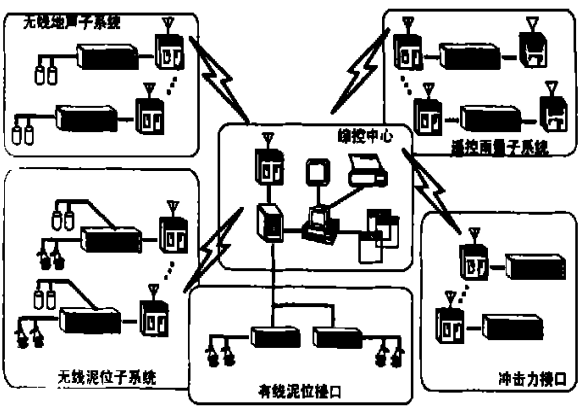 无线地声子系统
综控中心
遥控雨量子系统
无线泥位子系统
有线泥位接口
冲击力接口